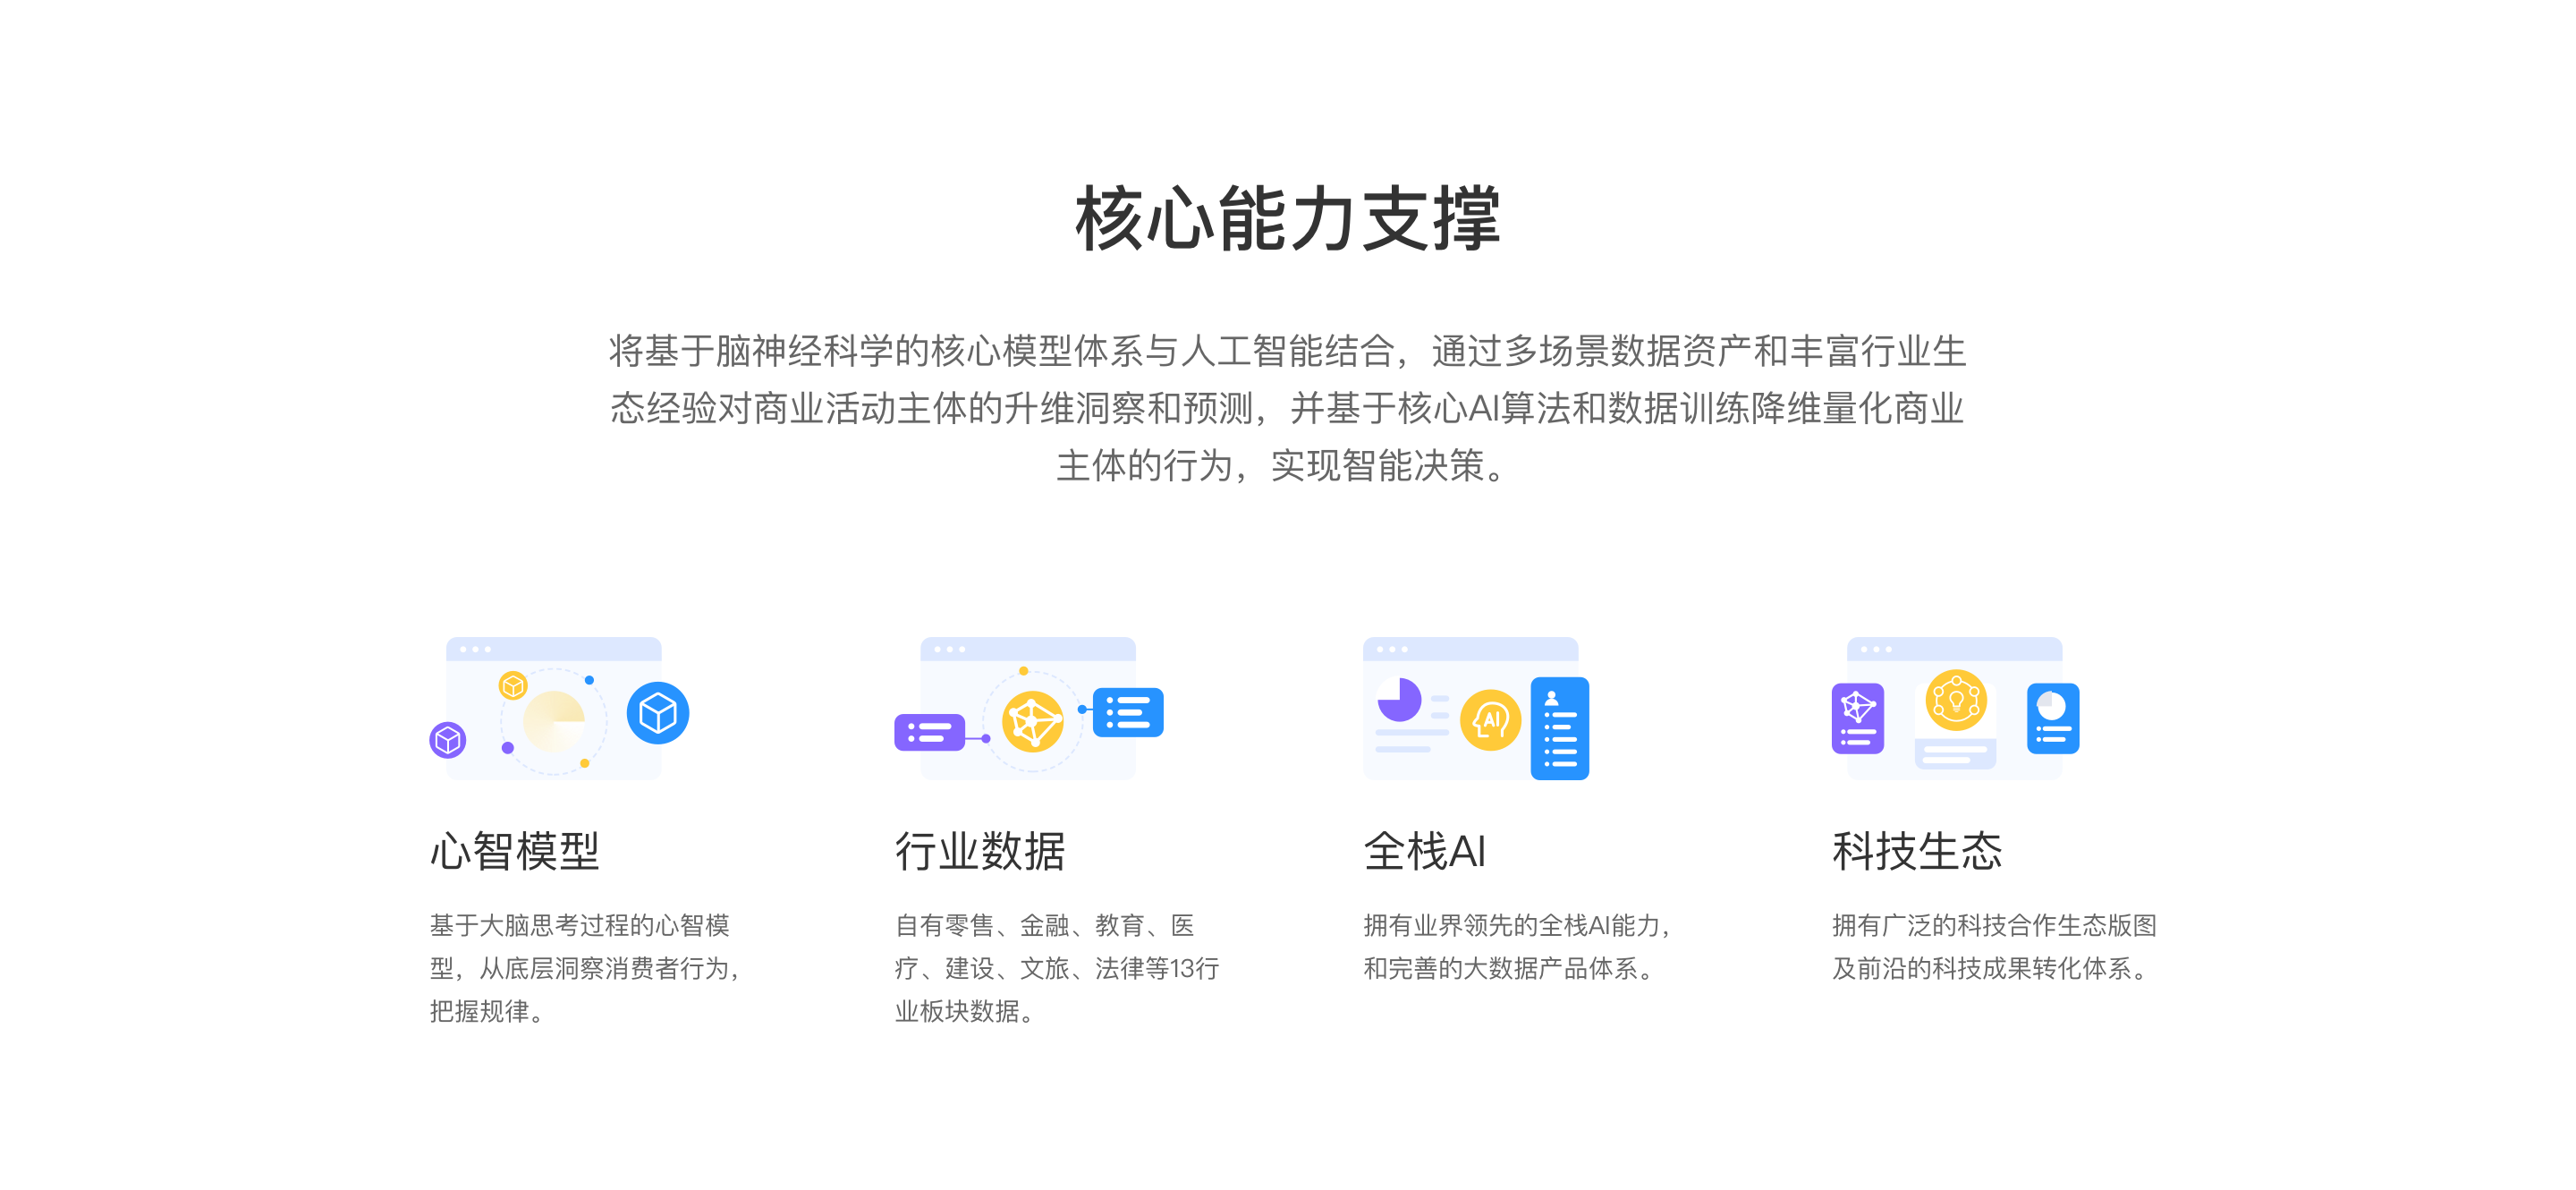 核心能力支撑
将基于脑神经科学的核心模型体系与人工智能结合，通过多场景数据资产和丰富行业生
态经验对商业活动主体的升维洞察和预测，并基于核心AI算法和数据训练降维量化商业
主体的行为，实现智能决策。
AI
心智模型
基于大脑思考过程的心智模
型，从底层洞察消费者行为，
把握规律。
行业数据
自有零售、金融、教育、医
疗、建设、文旅、法律等13行
业板块数据。
全栈AI
拥有业界领先的全栈AI能力，
和完善的大数据产品体系。
科技生态
拥有广泛的科技合作生态版图
及前沿的科技成果转化体系。